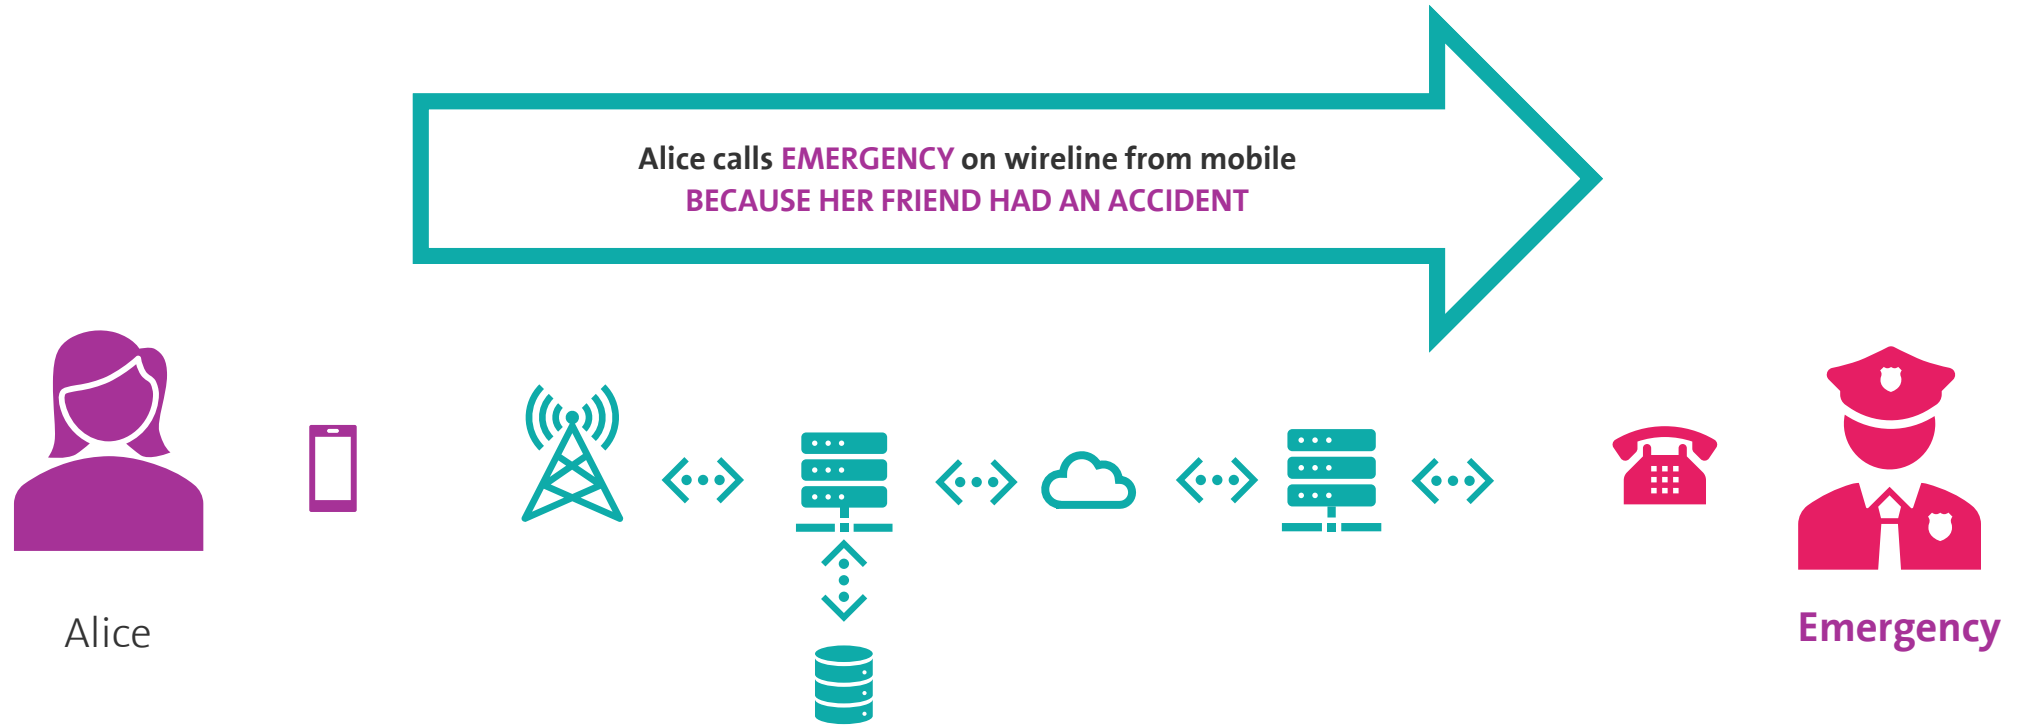 Alice calls EMERGENCY on wireline from mobile
BECAUSE HER FRIEND HAD AN ACCIDENT
Alice
Emergency